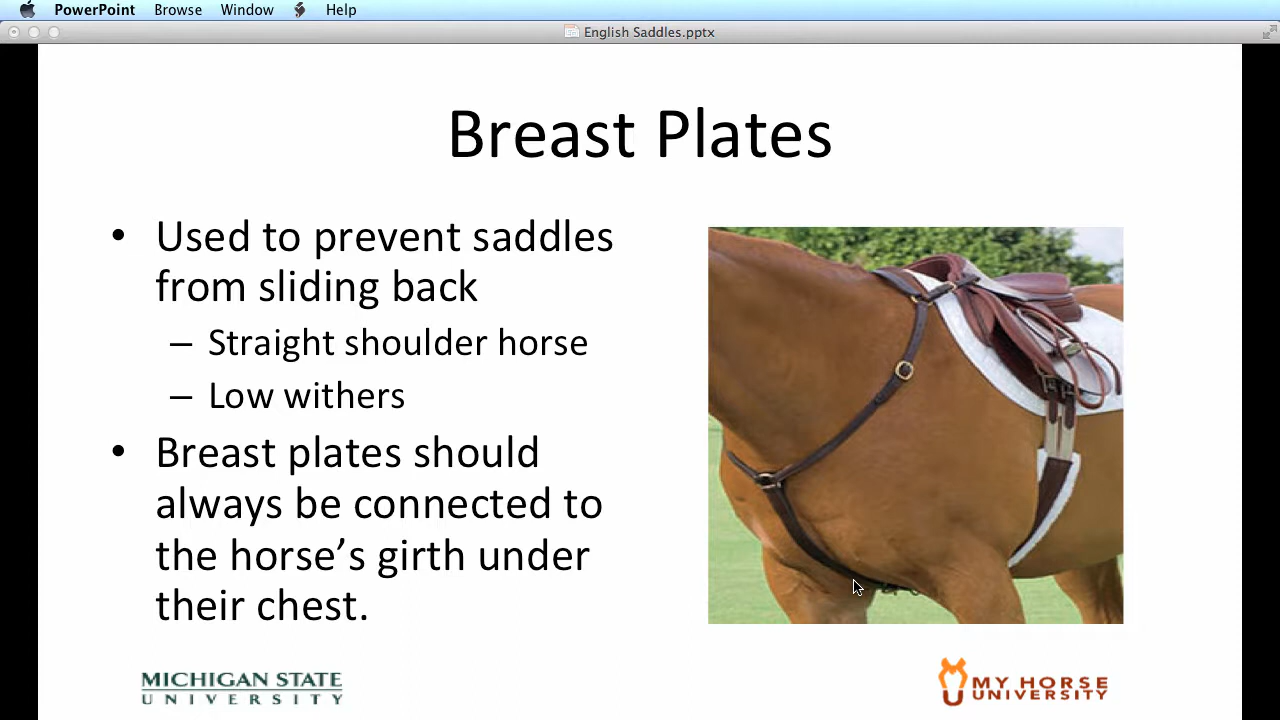 PowerPoint Browse Window Help
English Saddles.pptx
Breast Plates
• Used to prevent saddles
from sliding back
– Straight shoulder horse
– Low withers
• Breast plates should
always be connected to
the horse’s girth under
their chest.
MICHIGAN STATE
UNIVERSITY
MY HORSE
UNIVERSITY